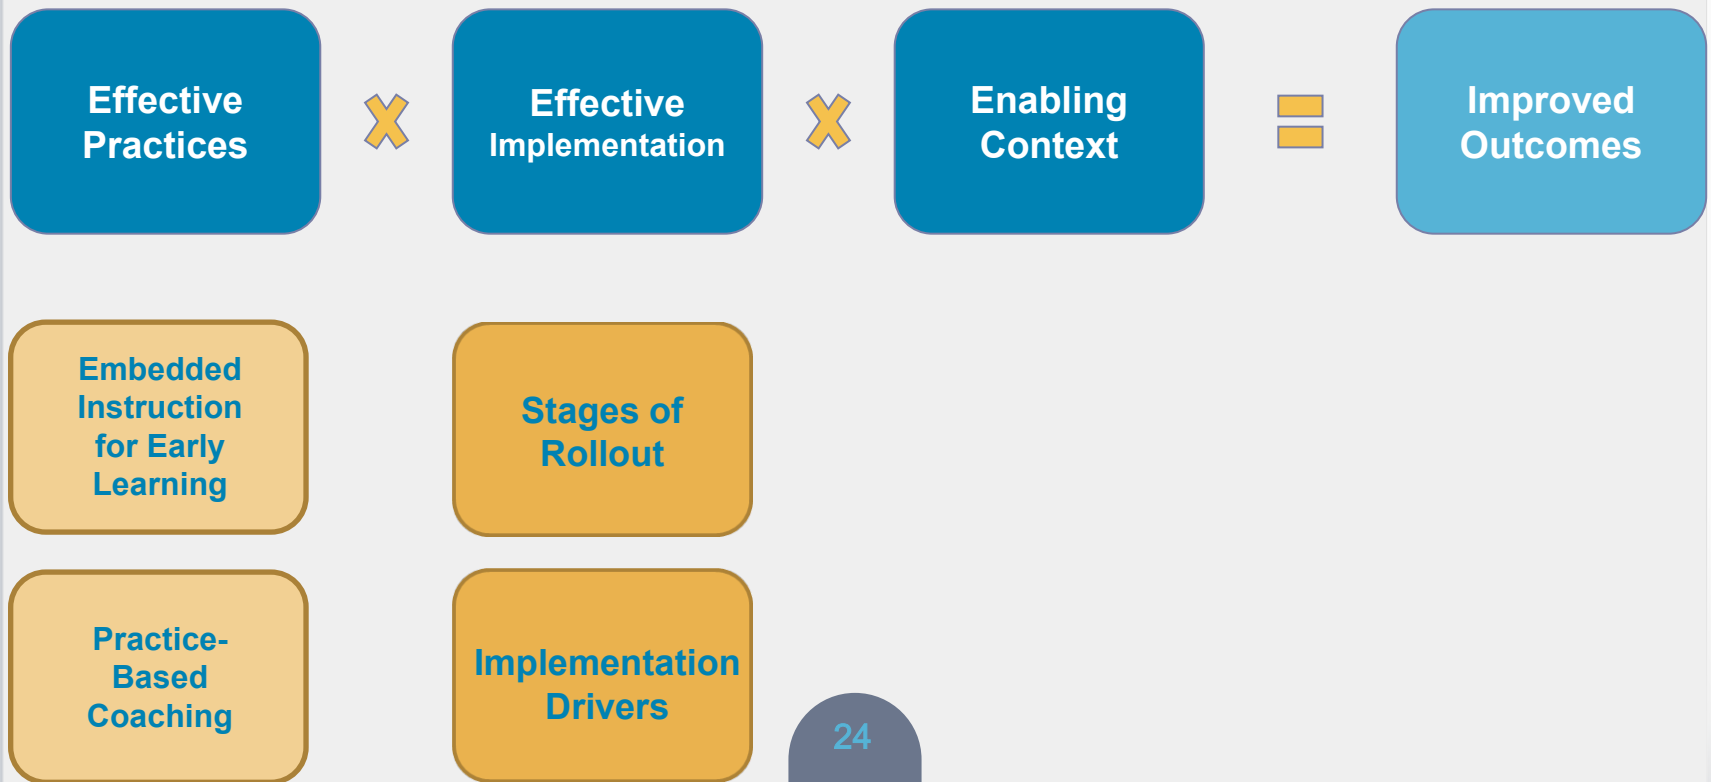 Effective
Practices
Effective
Implementation
Enabling
Context
Improved
Outcomes
Embedded
Instruction
for Early
Learning
Stages of
Rollout
Practice-
Based
Coaching
Implementation
Drivers
24